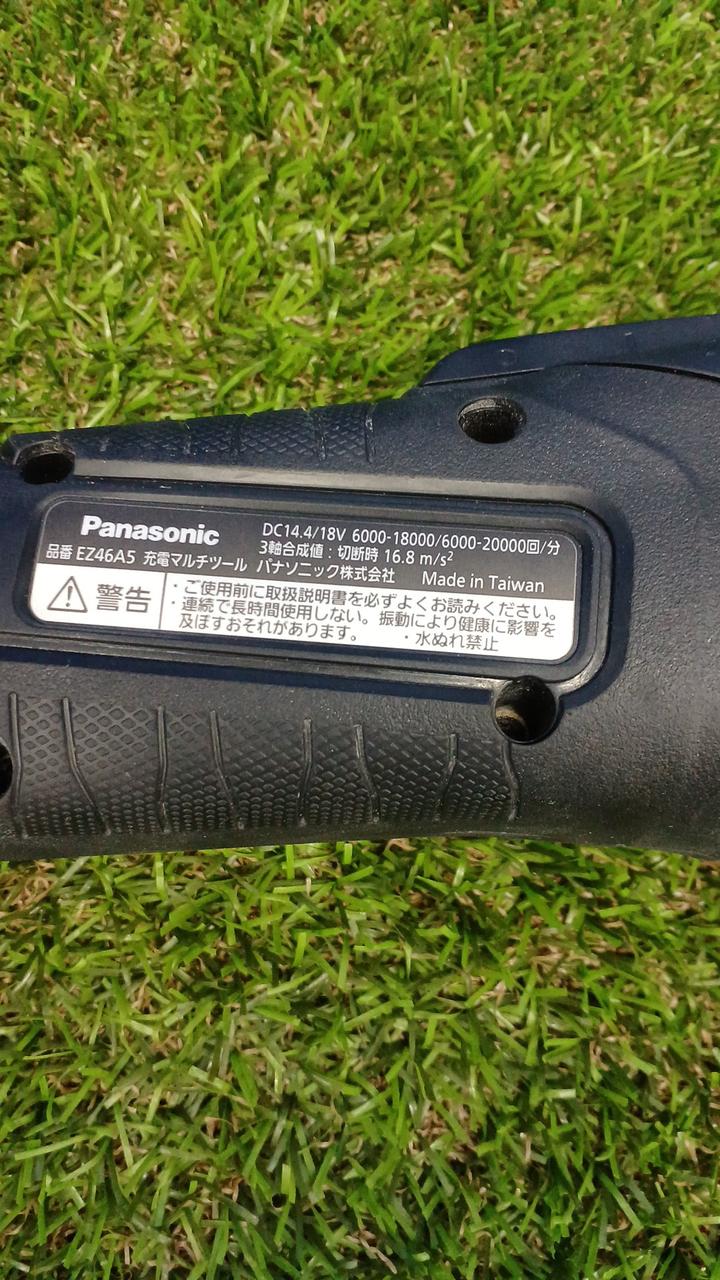 Panasonic
DC14.4/18V 6000-18000/6000-20000回/分
3軸合成値:切断時 16.8 m/s²
品番 EZ46A5 充電マルチツール パナソニック株式会社 Made in Taiwan
警告
・ご使用前に取扱説明書を必ずよくお読みください。
・連続で長時間使用しない。振動により健康に影響を
及ぼすおそれがあります。 ・水ぬれ禁止